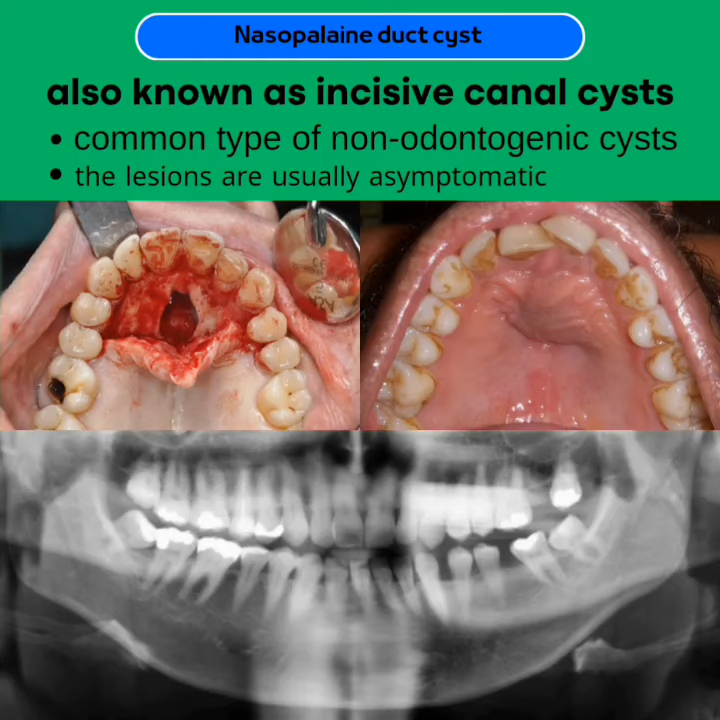 Nasopalaine duct cyst
also known as incisive canal cysts
• common type of non-odontogenic cysts
• the lesions are usually asymptomatic